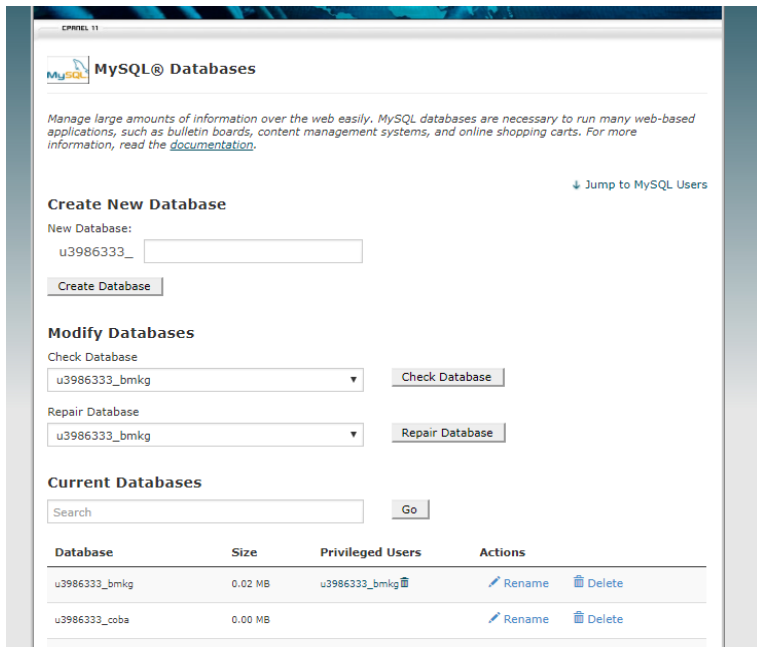 CPANEL 11
MySQL MySQL® Databases
Manage large amounts of information over the web easily. MySQL databases are necessary to run many web-based
applications, such as bulletin boards, content management systems, and online shopping carts. For more
information, read the documentation.
↓ Jump to MySQL Users
Create New Database
New Database:
u3986333_
Create Database
Modify Databases
Check Database
u3986333_bmkg ▼ Check Database
Repair Database
u3986333_bmkg ▼ Repair Database
Current Databases
Search Go
Database Size Privileged Users Actions
u3986333_bmkg 0.02 MB u3986333_bmkg Rename Delete
u3986333_coba 0.00 MB Rename Delete